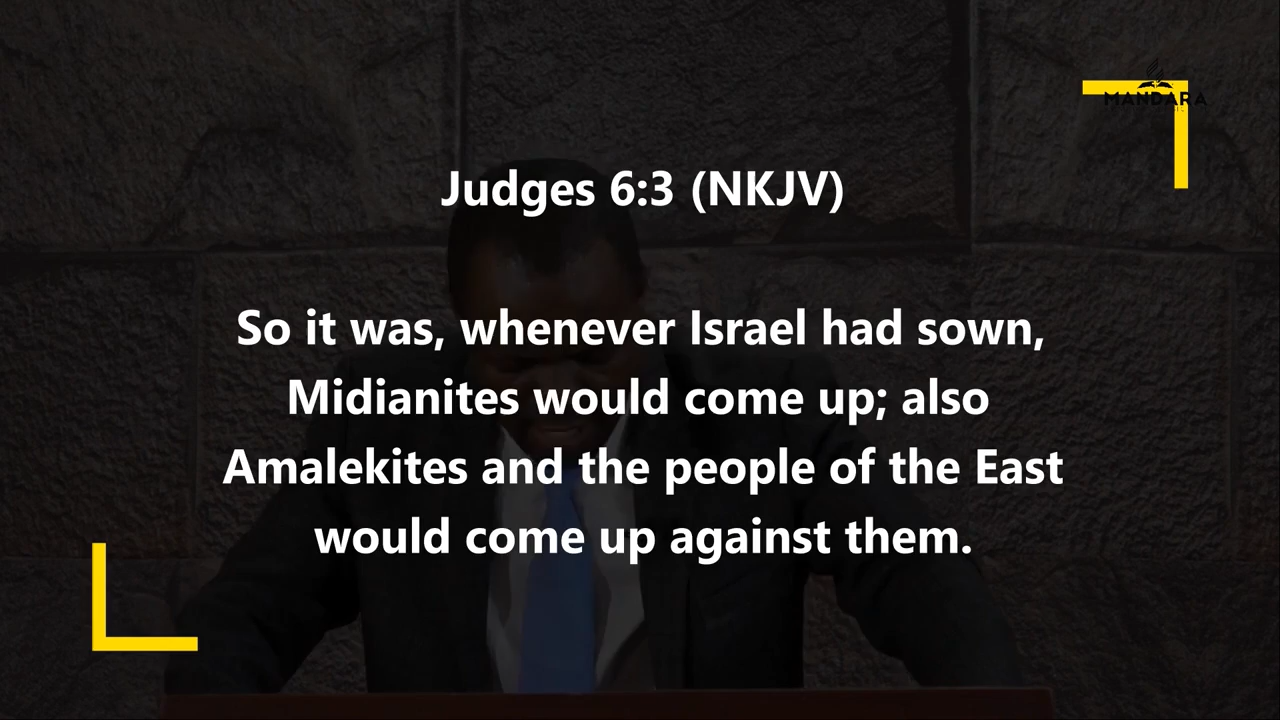 MANDARA
Judges 6:3 (NKJV)
So it was, whenever Israel had sown,
Midianites would come up; also
Amalekites and the people of the East
would come up against them.